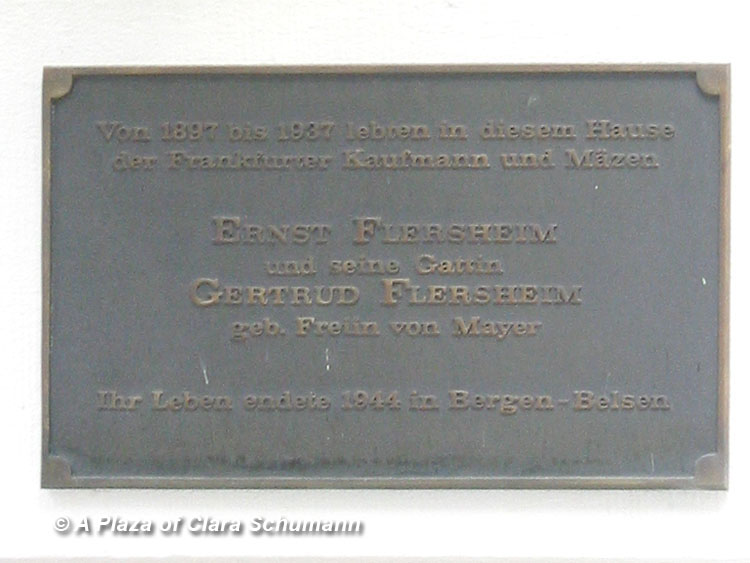 Von 1897 bis 1937 lebten in diesem Hause
der Frankfurter Kaufmann und Mäzen
ERNST FLERSHEIM
und seine Gattin
GERTRUD FLERSHEIM
geb. Freiin von Mayer
Ihr Leben endete 1944 in Bergen-Belsen
© A Plaza of Clara Schumann